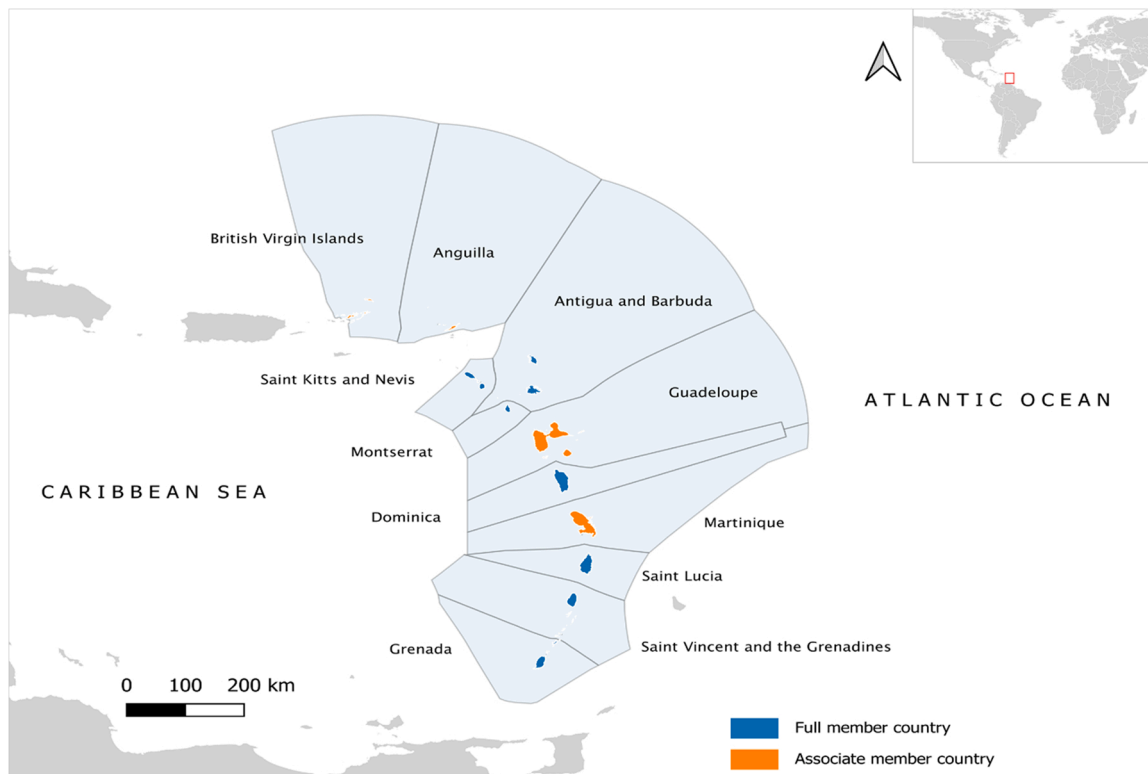 British Virgin Islands
Anguilla
Antigua and Barbuda
Saint Kitts and Nevis
Guadeloupe
ATLANTIC OCEAN
Montserrat
CARIBBEAN SEA
Dominica
Martinique
Saint Lucia
Grenada
Saint Vincent and the Grenadines
0 100 200 km
Full member country
Associate member country